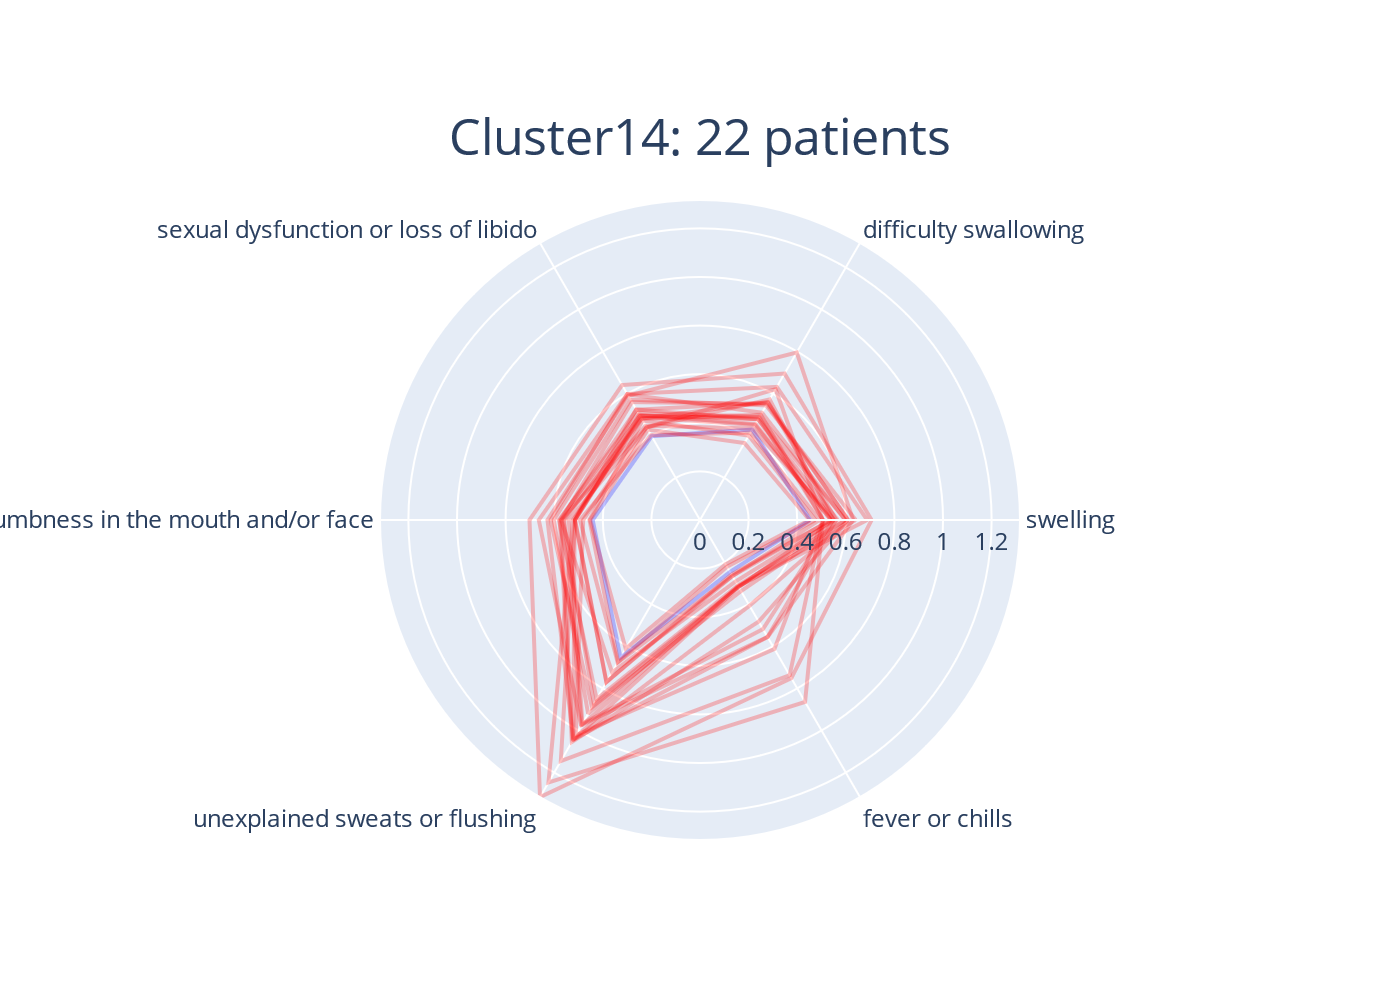 Cluster14: 22 patients
sexual dysfunction or loss of libido
difficulty swallowing
umbness in the mouth and/or face
swelling
0 0.2 0.4 0.6 0.8 1 1.2
unexplained sweats or flushing
fever or chills